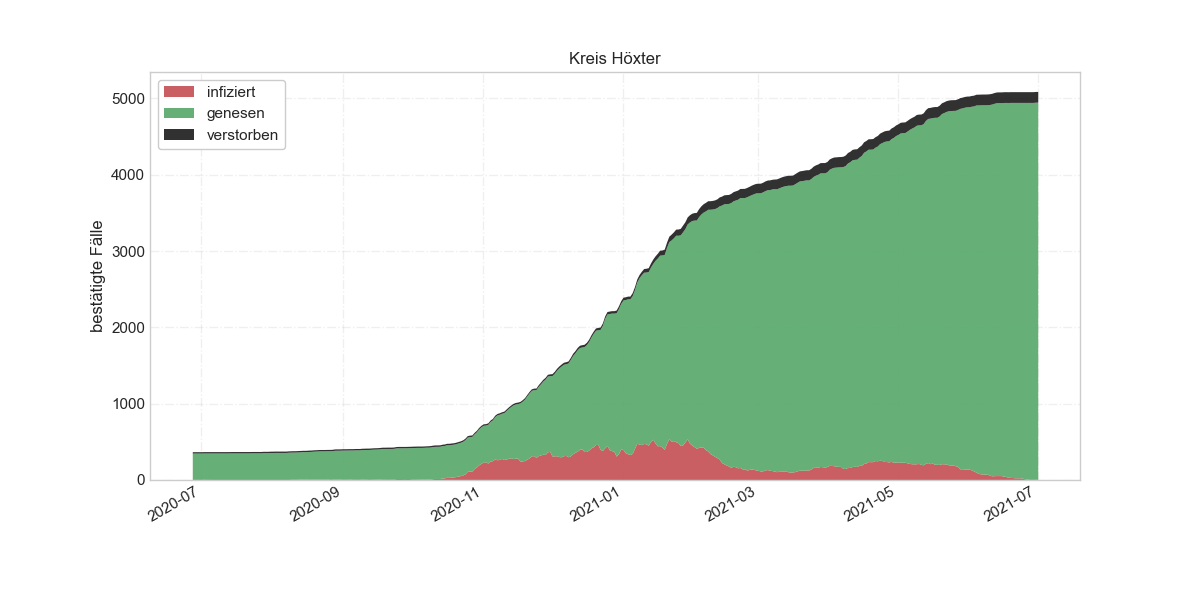 Kreis Höxter
infiziert
genesen
verstorben
bestätigte Fälle
5000
4000
3000
2000
1000
0
2020-07
2020-09
2020-11
2021-01
2021-03
2021-05
2021-07